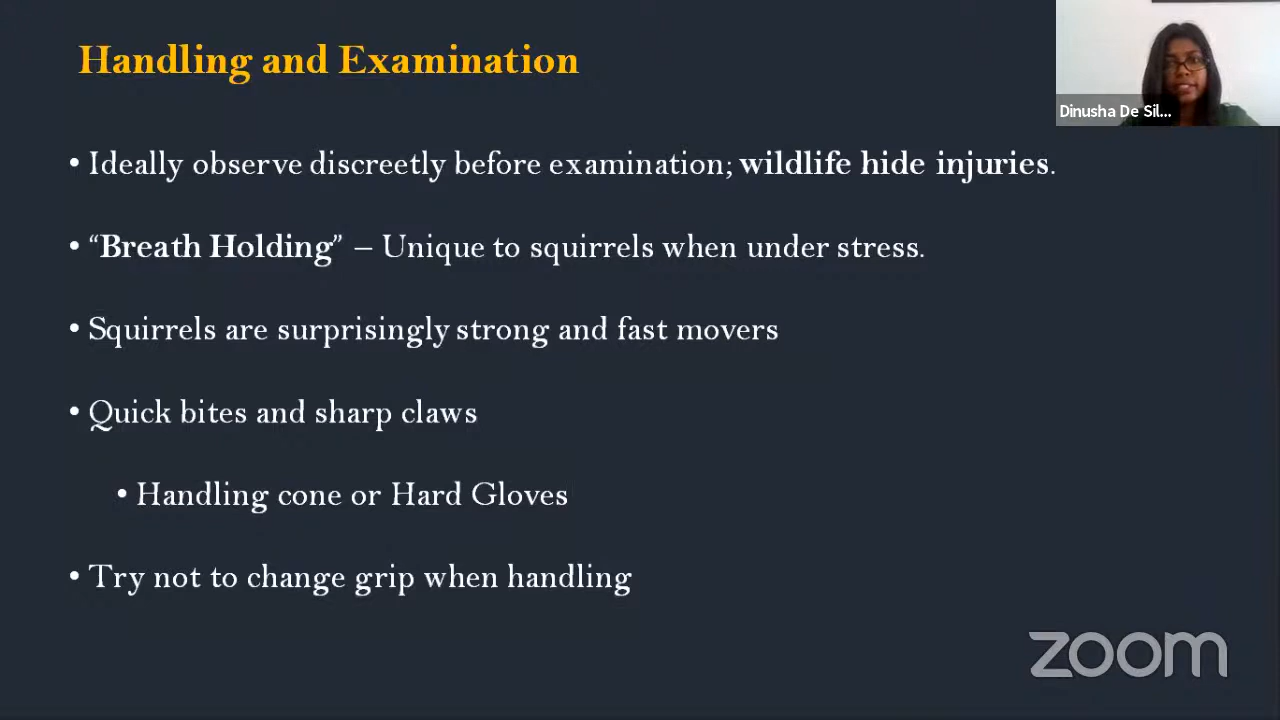 Handling and Examination
Dinusha De Sil...
• Ideally observe discreetly before examination; wildlife hide injuries.
• “Breath Holding” – Unique to squirrels when under stress.
• Squirrels are surprisingly strong and fast movers
• Quick bites and sharp claws
• Handling cone or Hard Gloves
• Try not to change grip when handling
zoom